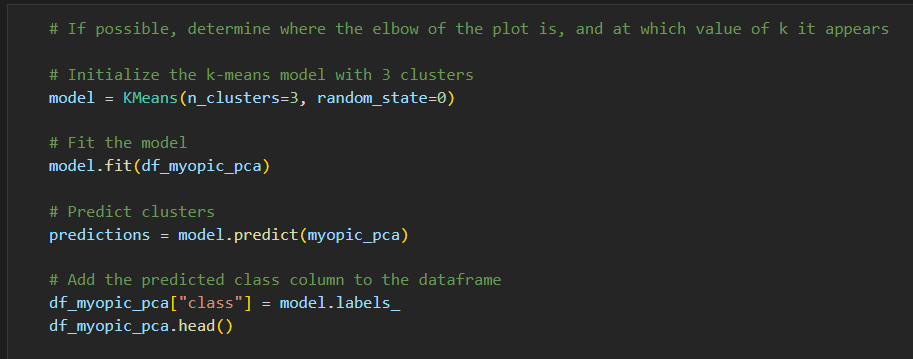 # If possible, determine where the elbow of the plot is, and at which value of k it appears
# Initialize the k-means model with 3 clusters
model = KMeans(n_clusters=3, random_state=0)
# Fit the model
model.fit(df_myopic_pca)
# Predict clusters
predictions = model.predict(myopic_pca)
# Add the predicted class column to the dataframe
df_myopic_pca["class"] = model.labels_
df_myopic_pca.head()